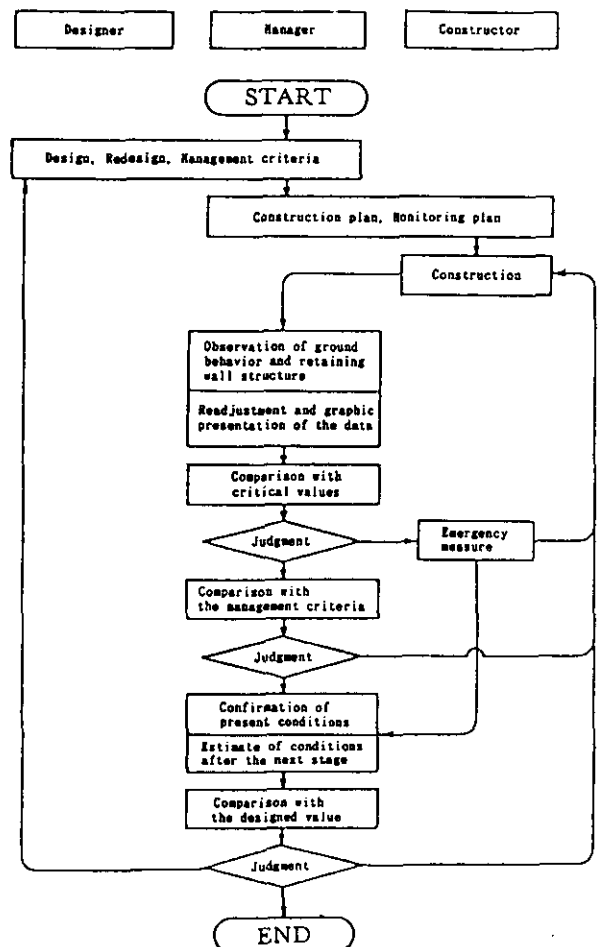 Designer
Manager
Constructor
START
Design, Redesign, Management criteria
Construction plan, Monitoring plan
Construction
Observation of ground
behavior and retaining
wall structure
Readjustment and graphic
presentation of the data
Comparison with
critical values
Judgment
Emergency
measure
Comparison with
the management criteria
Judgment
Confirmation of
present conditions
Estimate of conditions
after the next stage
Comparison with
the designed value
Judgment
END